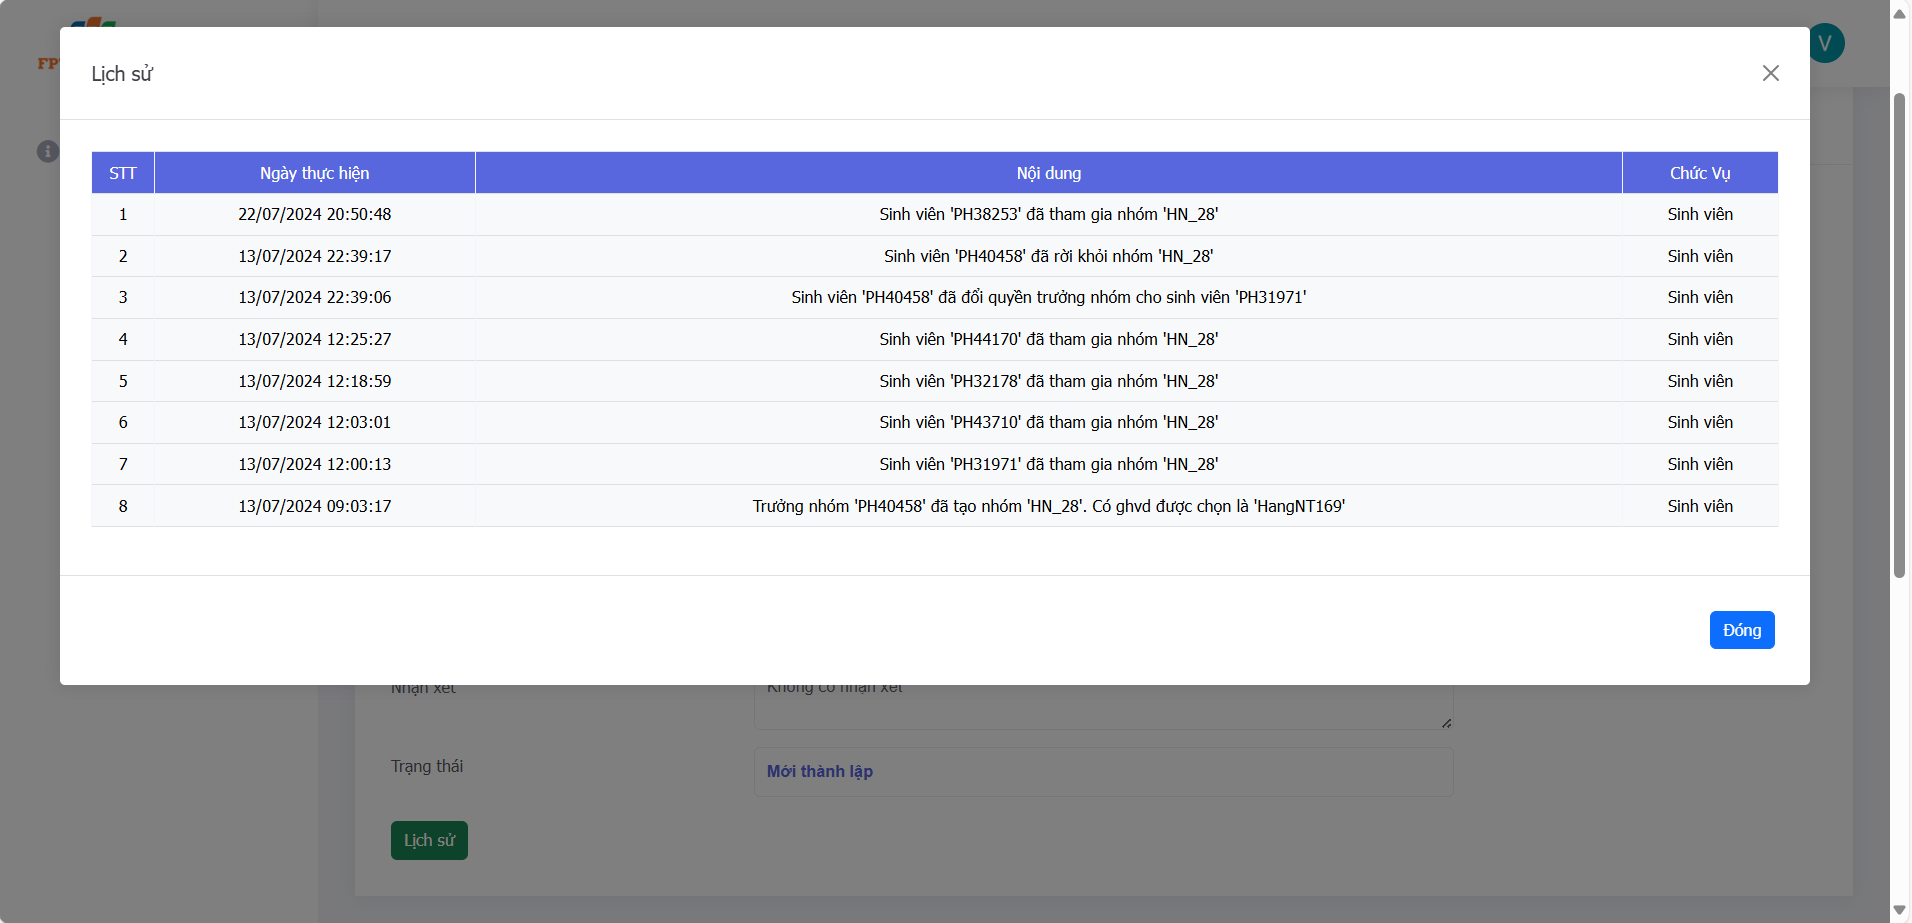 FP
V
Lịch sử
STT Ngày thực hiện Nội dung Chức Vụ
1 22/07/2024 20:50:48 Sinh viên 'PH38253' đã tham gia nhóm 'HN_28' Sinh viên
2 13/07/2024 22:39:17 Sinh viên 'PH40458' đã rời khỏi nhóm 'HN_28' Sinh viên
3 13/07/2024 22:39:06 Sinh viên 'PH40458' đã đổi quyền trưởng nhóm cho sinh viên 'PH31971' Sinh viên
4 13/07/2024 12:25:27 Sinh viên 'PH44170' đã tham gia nhóm 'HN_28' Sinh viên
5 13/07/2024 12:18:59 Sinh viên 'PH32178' đã tham gia nhóm 'HN_28' Sinh viên
6 13/07/2024 12:03:01 Sinh viên 'PH43710' đã tham gia nhóm 'HN_28' Sinh viên
7 13/07/2024 12:00:13 Sinh viên 'PH31971' đã tham gia nhóm 'HN_28' Sinh viên
8 13/07/2024 09:03:17 Trưởng nhóm 'PH40458' đã tạo nhóm 'HN_28'. Có ghvd được chọn là 'HangNT169' Sinh viên
Đóng
Nhận xét Không có nhận xét
Trạng thái Mới thành lập
Lịch sử